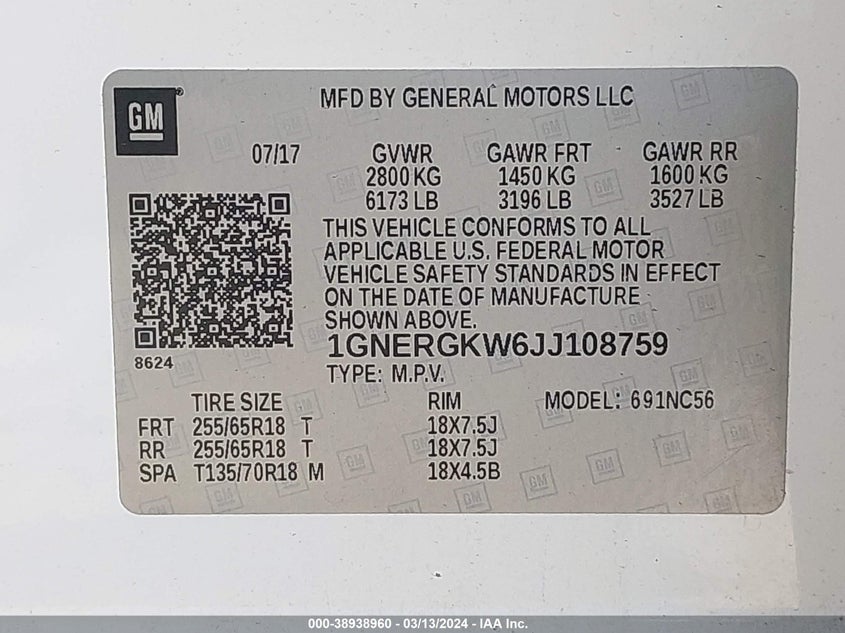 GM®
MFD BY GENERAL MOTORS LLC
07/17 GVWR GAWR FRT GAWR RR
2800 KG 1450 KG 1600 KG
6173 LB 3196 LB 3527 LB
THIS VEHICLE CONFORMS TO ALL
APPLICABLE U.S. FEDERAL MOTOR
VEHICLE SAFETY STANDARDS IN EFFECT
ON THE DATE OF MANUFACTURE
SHOWN ABOVE.
1GNERGKW6JJ108759
8624
TYPE: M.P.V.
TIRE SIZE RIM MODEL: 691NC56
FRT 255/65R18 T 18X7.5J
RR 255/65R18 T 18X7.5J
SPA T135/70R18 M 18X4.5B
000-38938960 - 03/13/2024 - IAA Inc.